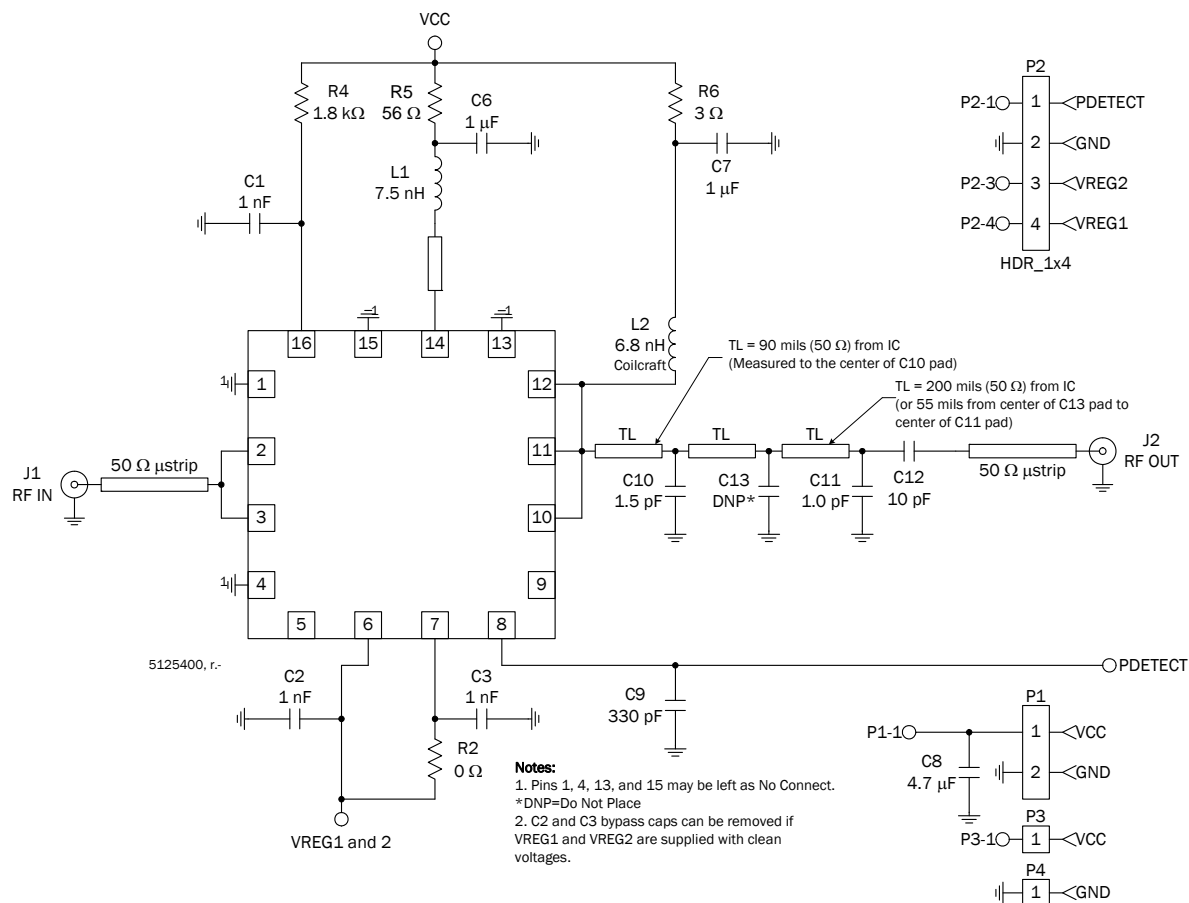 VCC
P2
R4
1.8 kΩ
R5
56 Ω
C6
1 µF
R6
3 Ω
P2-1
1
PDETECT
2
GND
C7
1 µF
L1
7.5 nH
C1
1 nF
P2-3
3
VREG2
P2-4
4
VREG1
HDR_1x4
1
1
16
15
14
13
L2
6.8 nH
Coilcraft
TL = 90 mils (50 Ω) from IC
(Measured to the center of C10 pad)
1
1
12
TL = 200 mils (50 Ω) from IC
(or 55 mils from center of C13 pad to
center of C11 pad)
2
11
TL
TL
TL
J1
RF IN
50 Ω µstrip
J2
RF OUT
50 Ω µstrip
C10
1.5 pF
C13
DNP*
C11
1.0 pF
C12
10 pF
3
10
1
4
9
5
6
7
8
5125400, r.-
PDETECT
C2
1 nF
C3
1 nF
C9
330 pF
P1
P1-1
1
VCC
R2
0 Ω
C8
4.7 µF
2
GND
Notes:
1. Pins 1, 4, 13, and 15 may be left as No Connect.
*DNP=Do Not Place
2. C2 and C3 bypass caps can be removed if
VREG1 and VREG2 are supplied with clean
voltages.
VREG1 and 2
P3
P3-1
1
VCC
P4
1
GND